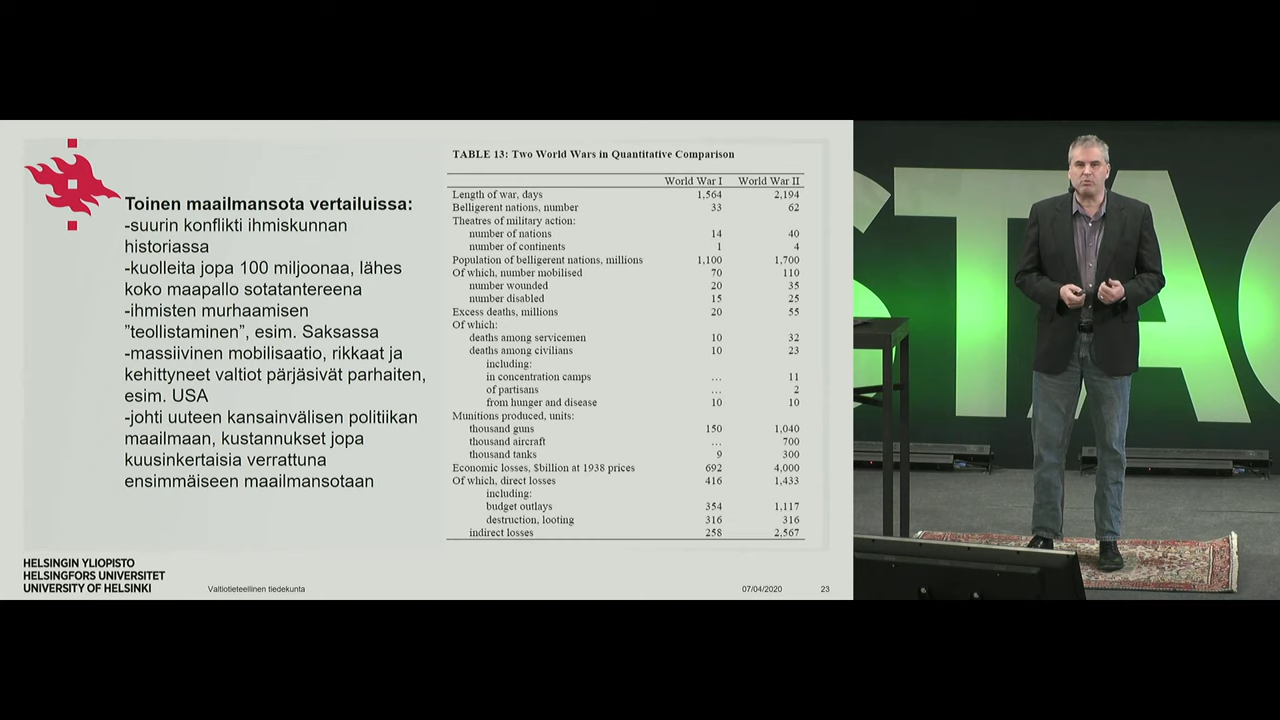 Toinen maailmansota vertailuissa:
-suurin konflikti ihmiskunnan
historiassa
-kuolleita jopa 100 miljoonaa, lähes
koko maapallo sotatantereena
-ihmisten murhaamisen
”teollistaminen”, esim. Saksassa
-massiivinen mobilisaatio, rikkaat ja
kehittyneet valtiot pärjäsivät parhaiten,
esim. USA
-johti uuteen kansainvälisen politiikan
maailmaan, kustannukset jopa
kuusinkertaisia verrattuna
ensimmäiseen maailmansotaan
TABLE 13: Two World Wars in Quantitative Comparison
World War I World War II
Length of war, days 1,564 2,194
Belligerent nations, number 33 62
Theatres of military action:
number of nations 14 40
number of continents 1 4
Population of belligerent nations, millions 1,100 1,700
Of which, number mobilised 70 110
number wounded 20 35
number disabled 15 25
Excess deaths, millions 20 55
Of which:
deaths among servicemen 10 32
deaths among civilians 10 23
including:
in concentration camps ... 11
of partisans ... 2
from hunger and disease 10 10
Munitions produced, units:
thousand guns 150 1,040
thousand aircraft ... 700
thousand tanks 9 300
Economic losses, $billion at 1938 prices 692 4,000
Of which, direct losses 416 1,433
including:
budget outlays 354 1,117
destruction, looting 316 316
indirect losses 258 2,567
HELSINGIN YLIOPISTO
HELSINGFORS UNIVERSITET
UNIVERSITY OF HELSINKI
Valtiotieteellinen tiedekunta
07/04/2020
23
STAG